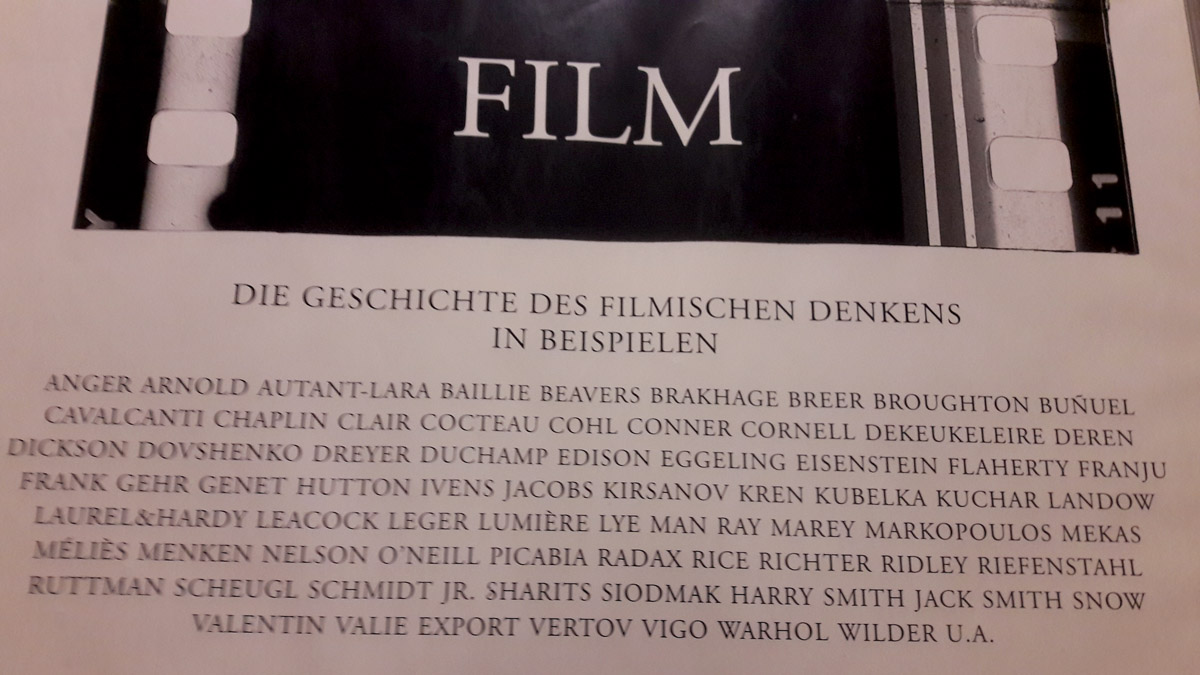 FILM
11
DIE GESCHICHTE DES FILMISCHEN DENKENS
IN BEISPIELEN
ANGER ARNOLD AUTANT-LARA BAILLIE BEAVERS BRAKHAGE BREER BROUGHTON BUÑUEL
CAVALCANTI CHAPLIN CLAIR COCTEAU COHL CONNER CORNELL DEKEUKELEIRE DEREN
DICKSON DOVSHENKO DREYER DUCHAMP EDISON EGGELING EISENSTEIN FLAHERTY FRANJU
FRANK GEHR GENET HUTTON IVENS JACOBS KIRSANOV KREN KUBELKA KUCHAR LANDOW
LAUREL&HARDY LEACOCK LEGER LUMIÈRE LYE MAN RAY MAREY MARKOPOULOS MEKAS
MÉLIÈS MENKEN NELSON O'NEILL PICABIA RADAX RICE RICHTER RIDLEY RIEFENSTAHL
RUTTMAN SCHEUGL SCHMIDT JR. SHARITS SIODMAK HARRY SMITH JACK SMITH SNOW
VALENTIN VALIE EXPORT VERTOV VIGO WARHOL WILDER U.A.